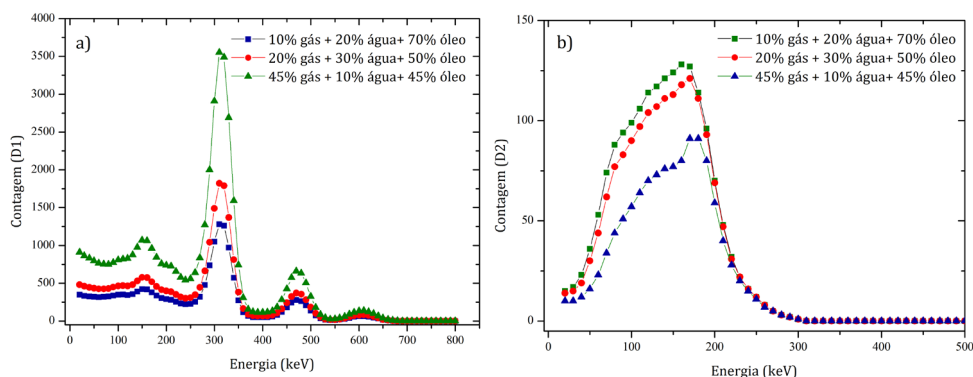 a)
10% gás + 20% água+ 70% óleo
20% gás + 30% água+ 50% óleo
45% gás + 10% água+ 45% óleo
Contagem (D1)
4000
3500
3000
2500
2000
1500
1000
500
0
0 100 200 300 400 500 600 700 800
Energia (keV)
b)
10% gás + 20% água+ 70% óleo
20% gás + 30% água+ 50% óleo
45% gás + 10% água+ 45% óleo
Contagem (D2)
150
100
50
0
0 100 200 300 400 500
Energia (keV)